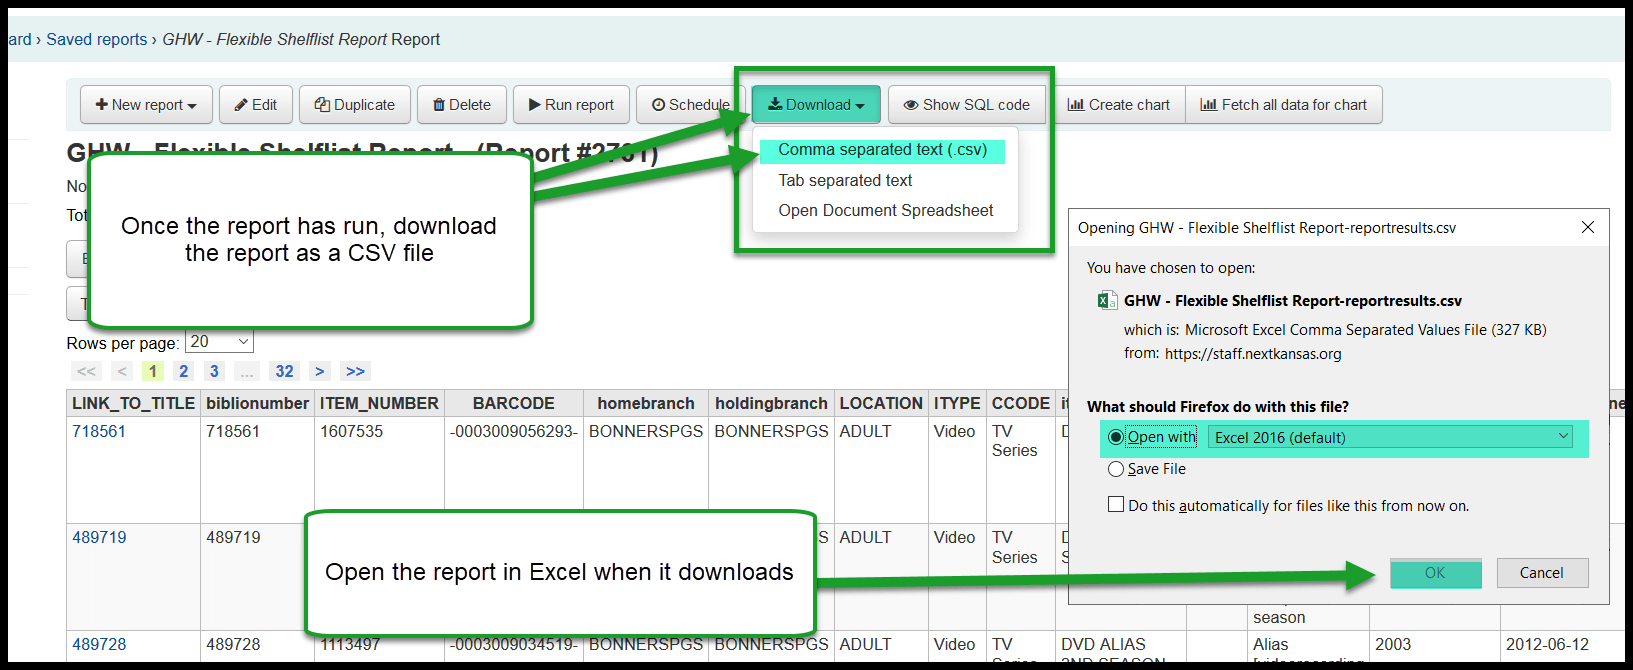 ard › Saved reports › GHW - Flexible Shelflist Report Report
New report Edit Duplicate Delete Run report Schedule Download Show SQL code Create chart Fetch all data for chart
GHW - Flexible Shelflist Report (Report #2781)
Comma separated text (.csv)
Tab separated text
Open Document Spreadsheet
No
Tot
Once the report has run, download
the report as a CSV file
Opening GHW - Flexible Shelflist Report-reportresults.csv
You have chosen to open:
GHW - Flexible Shelflist Report-reportresults.csv
which is: Microsoft Excel Comma Separated Values File (327 KB)
from: https://staff.nextkansas.org
What should Firefox do with this file?
Open with Excel 2016 (default)
Save File
Do this automatically for files like this from now on.
OK Cancel
Rows per page: 20
<< < 1 2 3 ... 32 > >>
LINK_TO_TITLE biblionumber ITEM_NUMBER BARCODE homebranch holdingbranch LOCATION ITYPE CCODE it ne
718561 718561 1607535 -0003009056293- BONNERSPGS BONNERSPGS ADULT Video TV
Series
489719 489719 GS ADULT Video TV
Series
Open the report in Excel when it downloads
season
489728 489728 1113497 -0003009034519- BONNERSPGS BONNERSPGS ADULT Video TV DVD ALIAS Alias 2003 2012-06-12